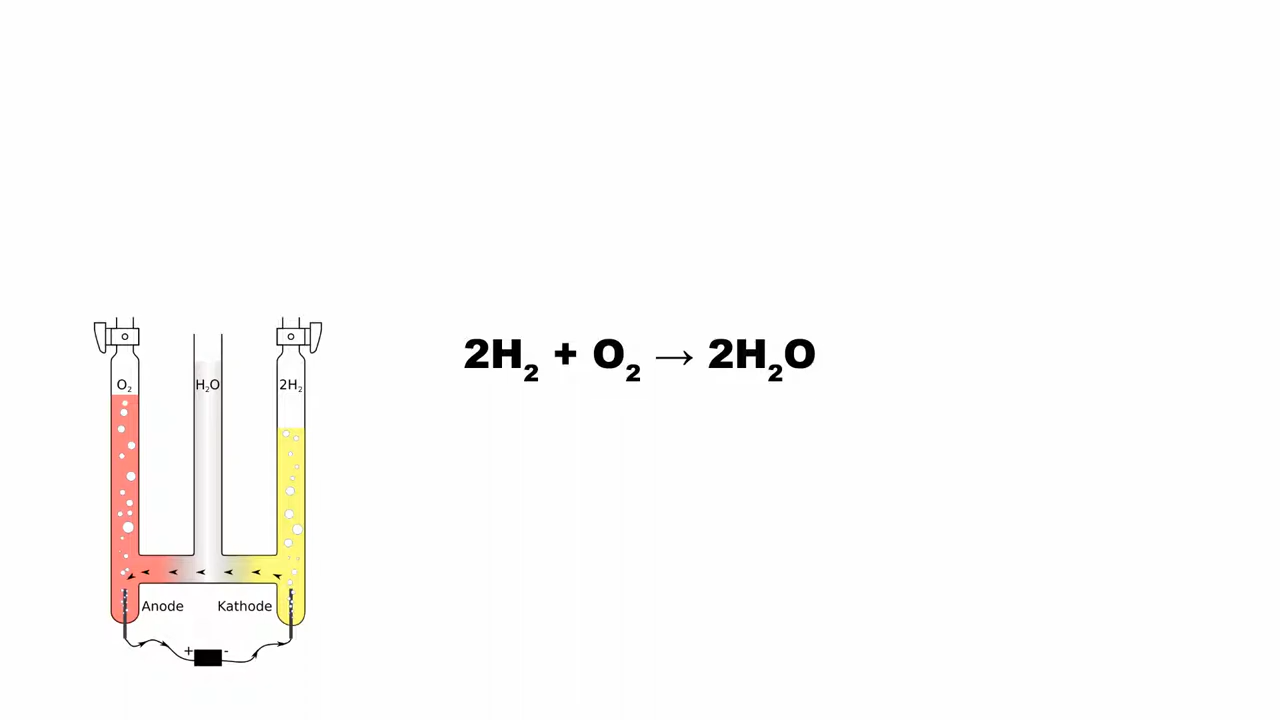 2H₂ + O₂ → 2H₂O
O₂ H₂O 2H₂
Anode Kathode
+ -